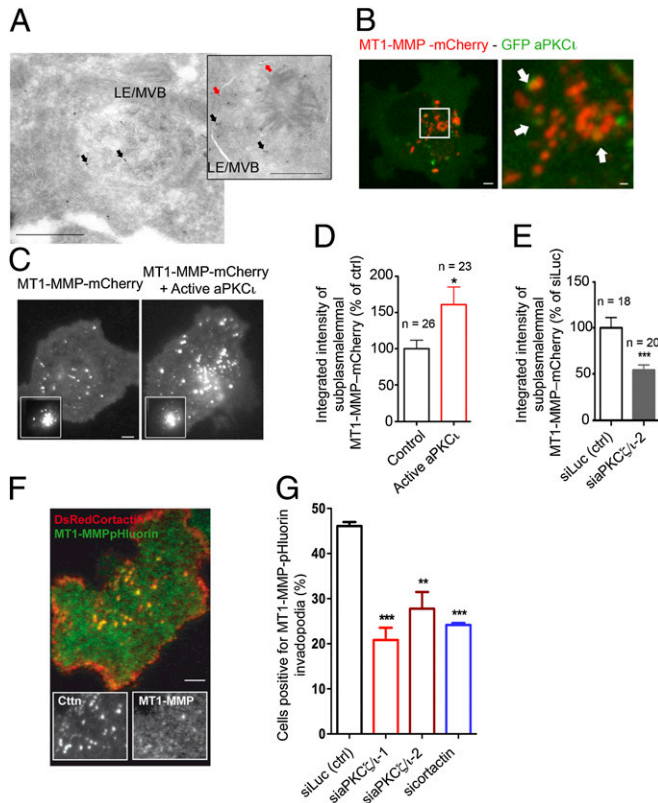 A
LE/MVB
LE/MVB
B
MT1-MMP -mCherry - GFP aPKCι
C
MT1-MMP-mCherry
MT1-MMP-mCherry
+ Active aPKCι
D
Integrated intensity of
subplasmalemmal
MT1-MMP–mCherry (% of ctrl)
200
150
100
50
0
n = 26
n = 23
*
Control
Active aPKCι
E
Integrated intensity of
subplasmalemmal
MT1-MMP–mCherry (% of siLuc)
150
100
50
0
n = 18
n = 20
***
siLuc (ctrl)
siaPKCζ/ι-2
F
DsRedCortactin
MT1-MMPpHluorin
Cttn
MT1-MMP
G
Cells positive for MT1-MMP-pHluorin
invadopodia (%)
50
40
30
20
10
0
***
**
***
siLuc (ctrl)
siaPKCζ/ι-1
siaPKCζ/ι-2
sicortactin